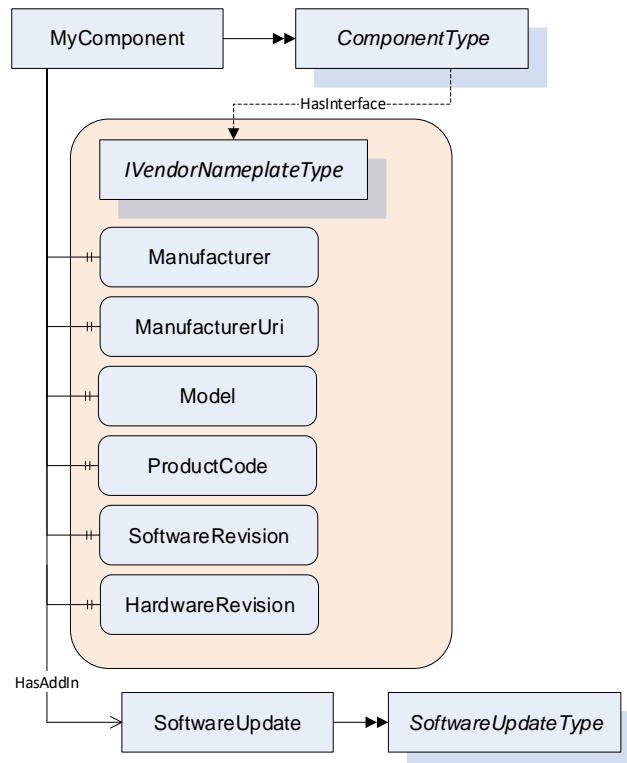 MyComponent
ComponentType
HasInterface
IVendorNameplateType
Manufacturer
ManufacturerUri
Model
ProductCode
SoftwareRevision
HardwareRevision
HasAddIn
SoftwareUpdate
SoftwareUpdateType